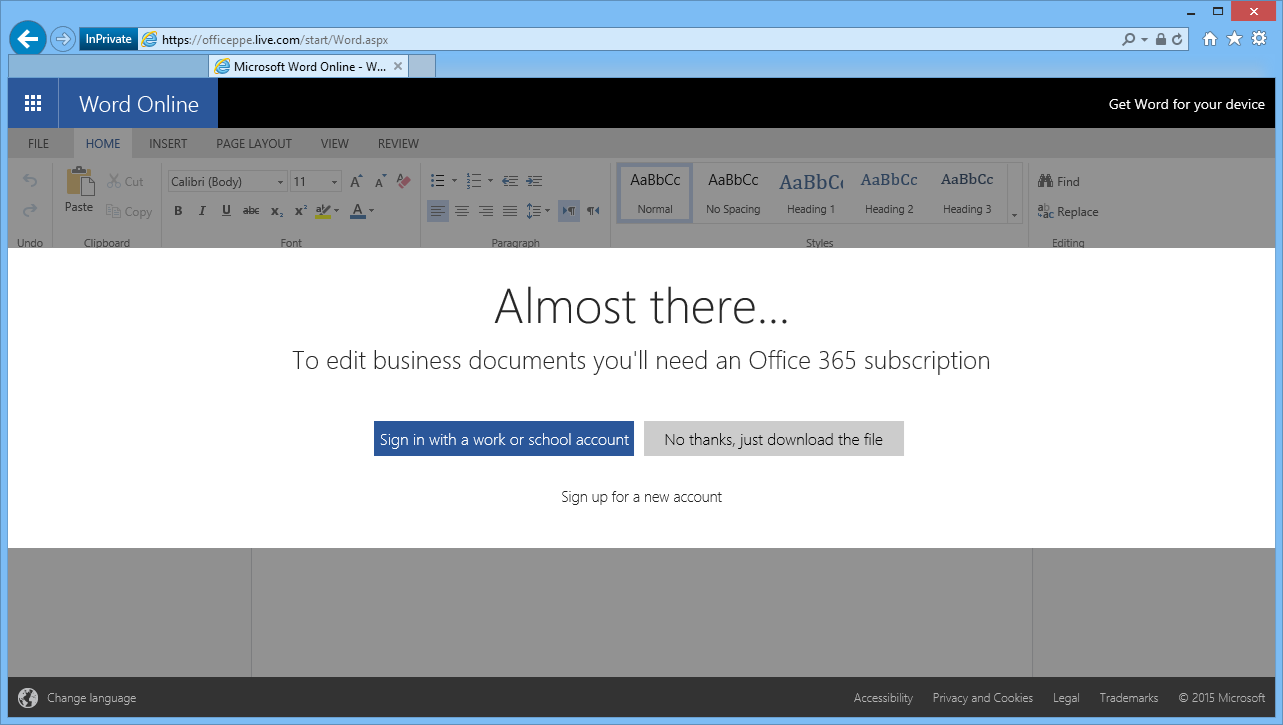 InPrivate
https://officeppe.live.com/start/Word.aspx
Microsoft Word Online - W...
Word Online
Get Word for your device
FILE HOME INSERT PAGE LAYOUT VIEW REVIEW
Paste
Cut
Copy
Calibri (Body) 11
B I U abc x₂ x² A
AaBbCc AaBbCc AaBbCc AaBbCc AaBbCc
Normal No Spacing Heading 1 Heading 2 Heading 3
Find
Replace
Undo Clipboard Font Paragraph Styles Editing
Almost there...
To edit business documents you'll need an Office 365 subscription
Sign in with a work or school account
No thanks, just download the file
Sign up for a new account
Change language
Accessibility Privacy and Cookies Legal Trademarks © 2015 Microsoft